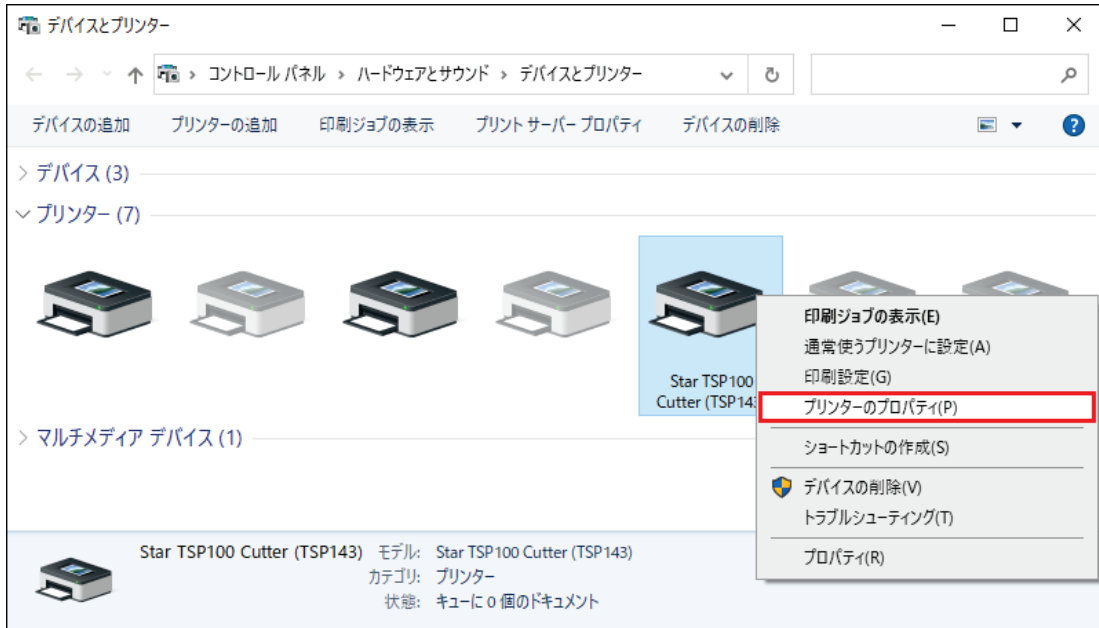 デバイスとプリンター
コントロール パネル › ハードウェアとサウンド › デバイスとプリンター
デバイスの追加 プリンターの追加 印刷ジョブの表示 プリント サーバー プロパティ デバイスの削除
デバイス (3)
プリンター (7)
Star TSP100
Cutter (TSP143
印刷ジョブの表示(E)
通常使うプリンターに設定(A)
印刷設定(G)
プリンターのプロパティ(P)
ショートカットの作成(S)
デバイスの削除(V)
トラブルシューティング(T)
プロパティ(R)
マルチメディア デバイス (1)
Star TSP100 Cutter (TSP143) モデル: Star TSP100 Cutter (TSP143)
カテゴリ: プリンター
状態: キューに 0 個のドキュメント